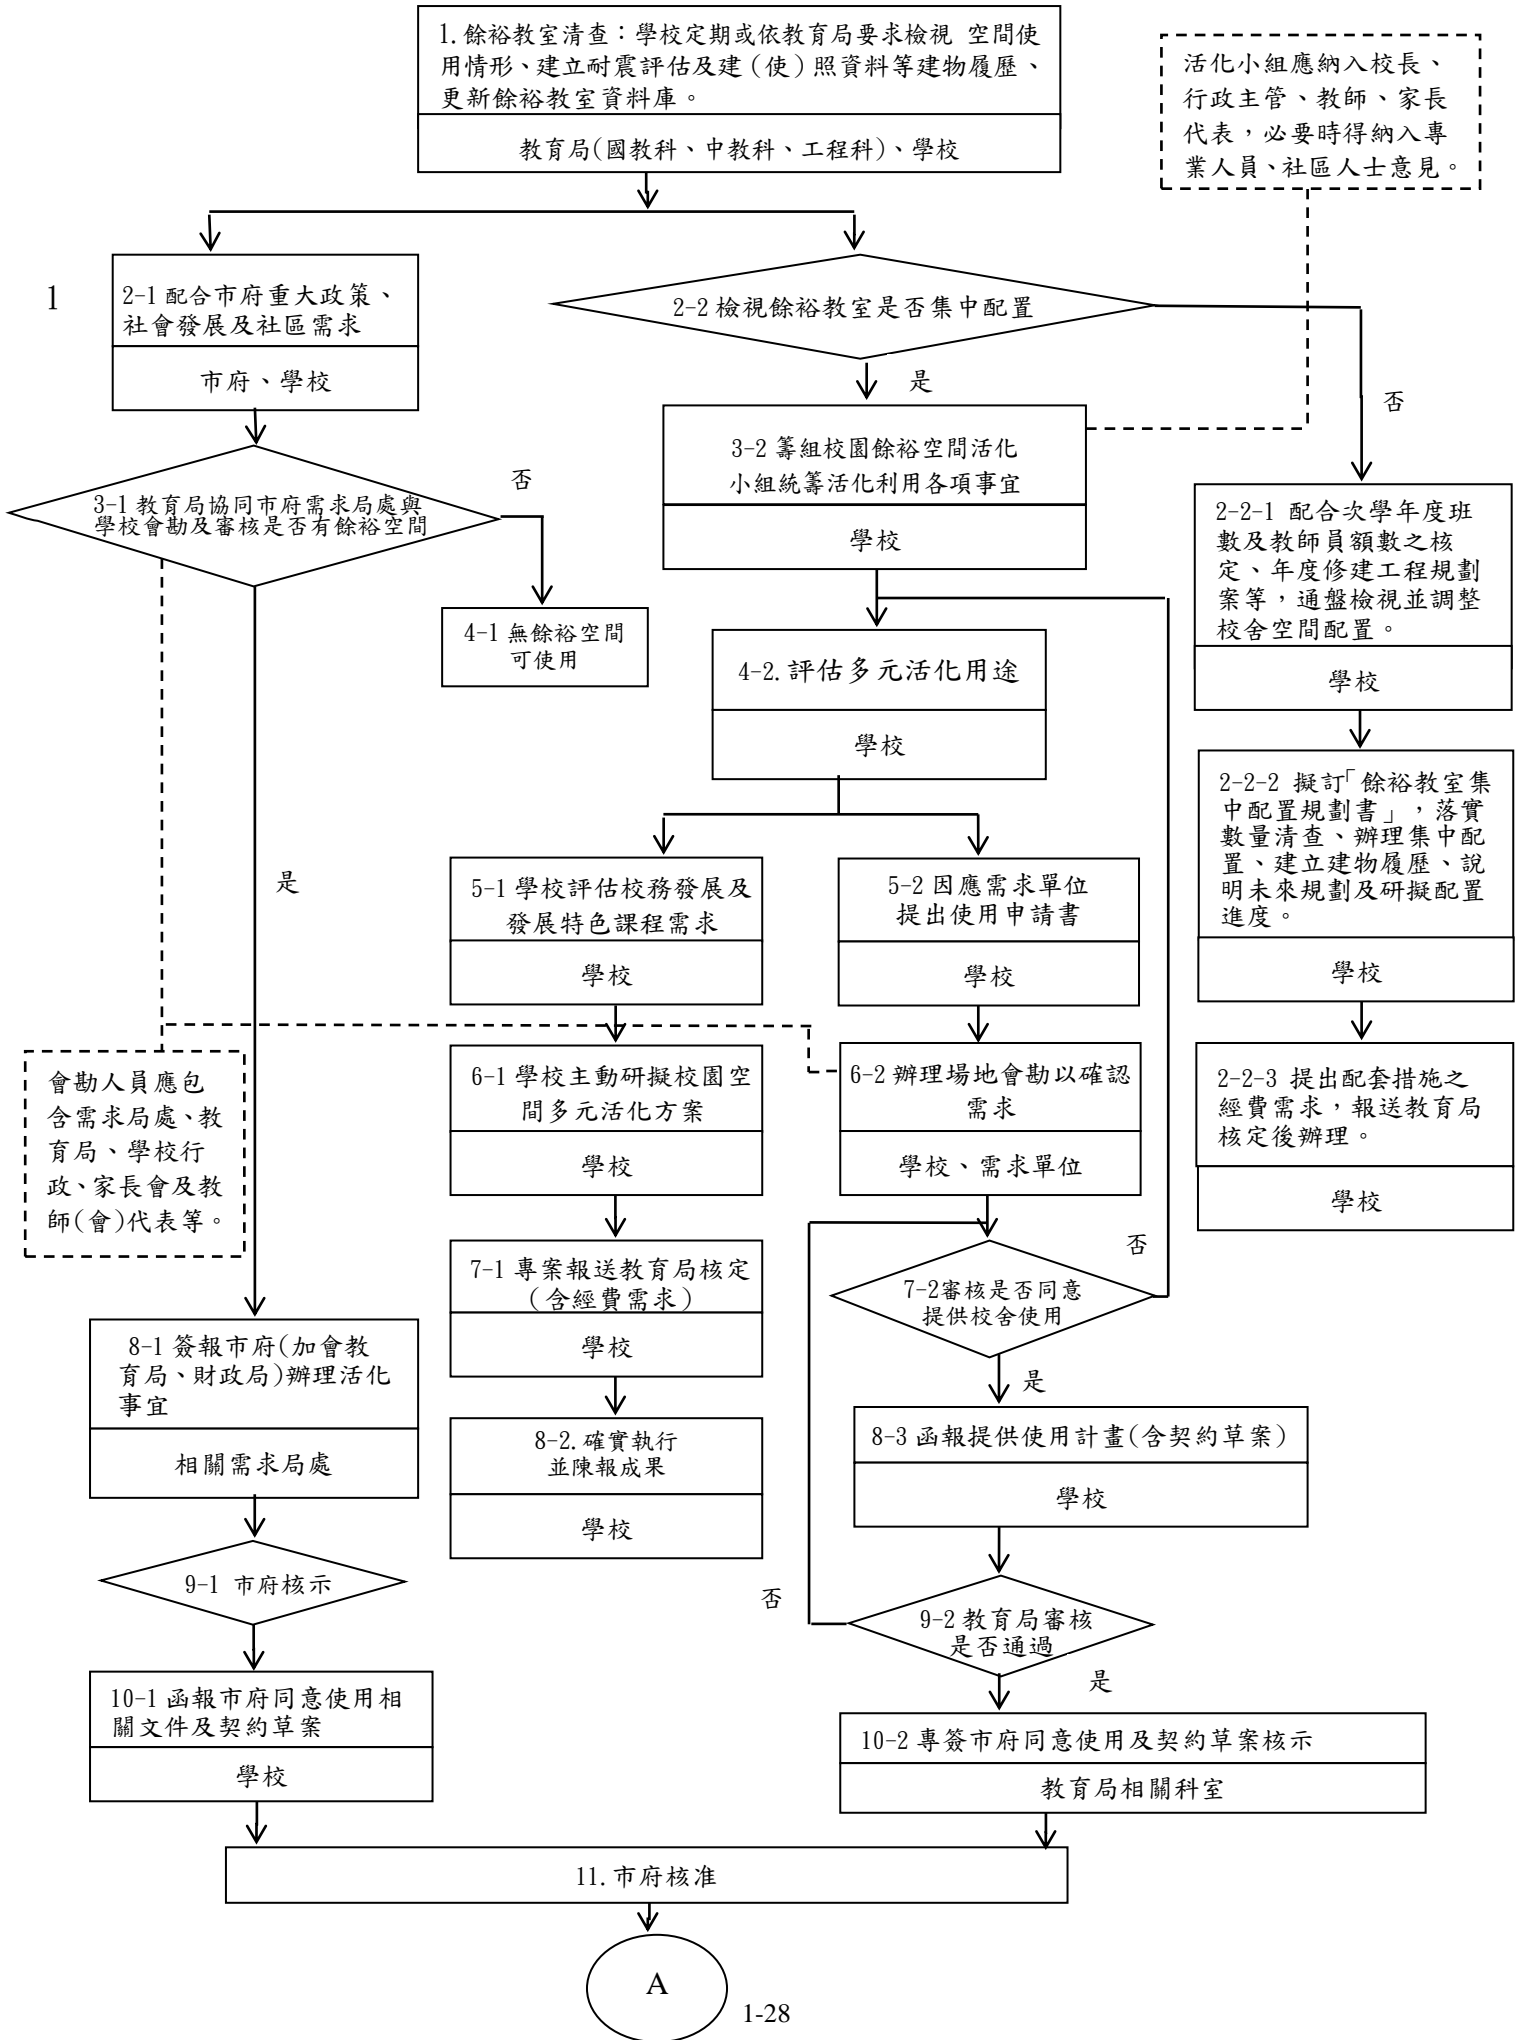 1.餘裕教室清查：學校定期或依教育局要求檢視 空間使
用情形、建立耐震評估及建(使)照資料等建物履歷、
更新餘裕教室資料庫。
教育局(國教科、中教科、工程科)、學校
活化小組應納入校長、
行政主管、教師、家長
代表，必要時得納入專
業人員、社區人士意見。
1
2-1 配合市府重大政策、
社會發展及社區需求
市府、學校
2-2 檢視餘裕教室是否集中配置
是
否
3-1 教育局協同市府需求局處與
學校會勘及審核是否有餘裕空間
否
是
4-1 無餘裕空間
可使用
3-2 籌組校園餘裕空間活化
小組統籌活化利用各項事宜
學校
2-2-1 配合次學年度班
數及教師員額數之核
定、年度修建工程規劃
案等，通盤檢視並調整
校舍空間配置。
學校
4-2.評估多元活化用途
學校
2-2-2 擬訂「餘裕教室集
中配置規劃書」，落實
數量清查、辦理集中配
置、建立建物履歷、說
明未來規劃及研擬配置
進度。
學校
5-1 學校評估校務發展及
發展特色課程需求
學校
5-2 因應需求單位
提出使用申請書
學校
會勘人員應包
含需求局處、教
育局、學校行
政、家長會及教
師(會)代表等。
6-1 學校主動研擬校園空
間多元活化方案
學校
6-2 辦理場地會勘以確認
需求
學校、需求單位
2-2-3 提出配套措施之
經費需求，報送教育局
核定後辦理。
學校
7-1 專案報送教育局核定
(含經費需求)
學校
7-2審核是否同意
提供校舍使用
否
是
8-1 簽報市府(加會教
育局、財政局)辦理活化
事宜
相關需求局處
8-2.確實執行
並陳報成果
學校
8-3 函報提供使用計畫(含契約草案)
學校
9-1 市府核示
9-2 教育局審核
是否通過
否
是
10-1 函報市府同意使用相
關文件及契約草案
學校
10-2 專簽市府同意使用及契約草案核示
教育局相關科室
11.市府核准
A
1-28